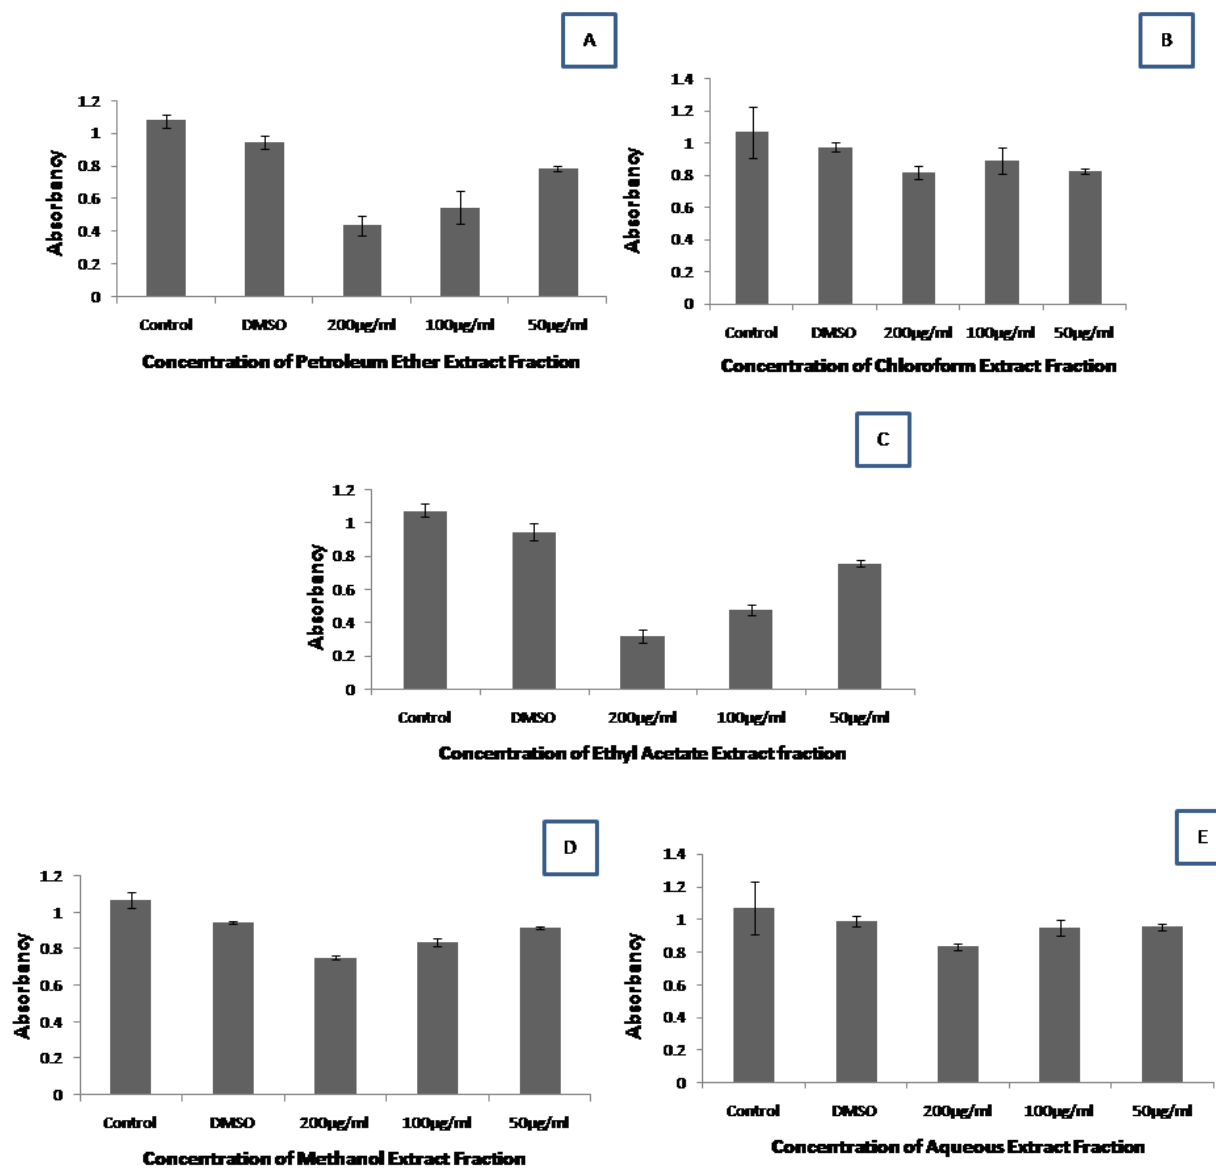 A
1.2
1
0.8
0.6
0.4
0.2
0
Absorbancy
Control DMSO 200µg/ml 100µg/ml 50µg/ml
Concentration of Petroleum Ether Extract Fraction
B
1.4
1.2
1
0.8
0.6
0.4
0.2
0
Absorbancy
Control DMSO 200µg/ml 100µg/ml 50µg/ml
Concentration of Chloroform Extract Fraction
C
1.2
1
0.8
0.6
0.4
0.2
0
Absorbancy
Control DMSO 200µg/ml 100µg/ml 50µg/ml
Concentration of Ethyl Acetate Extract fraction
D
1.2
1
0.8
0.6
0.4
0.2
0
Absorbancy
Control DMSO 200µg/ml 100µg/ml 50µg/ml
Concentration of Methanol Extract Fraction
E
1.4
1.2
1
0.8
0.6
0.4
0.2
0
Absorbancy
Control DMSO 200µg/ml 100µg/ml 50µg/ml
Concentration of Aqueous Extract Fraction